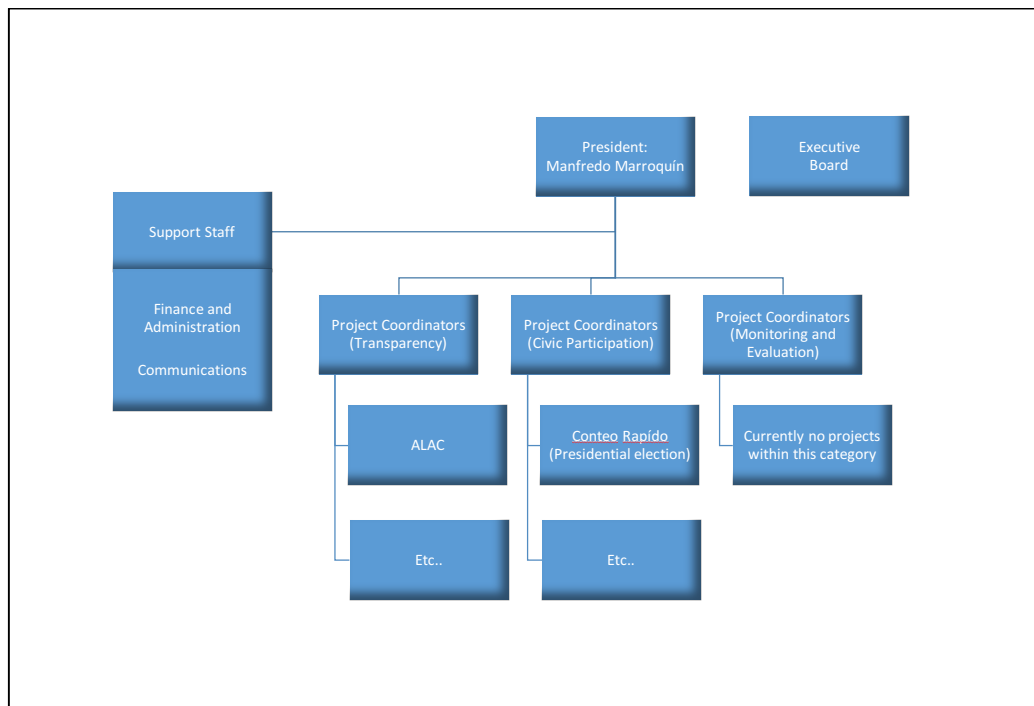 President:
Manfredo Marroquín
Executive
Board
Support Staff
Finance and
Administration
Communications
Project Coordinators
(Transparency)
Project Coordinators
(Civic Participation)
Project Coordinators
(Monitoring and
Evaluation)
ALAC
Conteo Rapído
(Presidential election)
Currently no projects
within this category
Etc..
Etc..